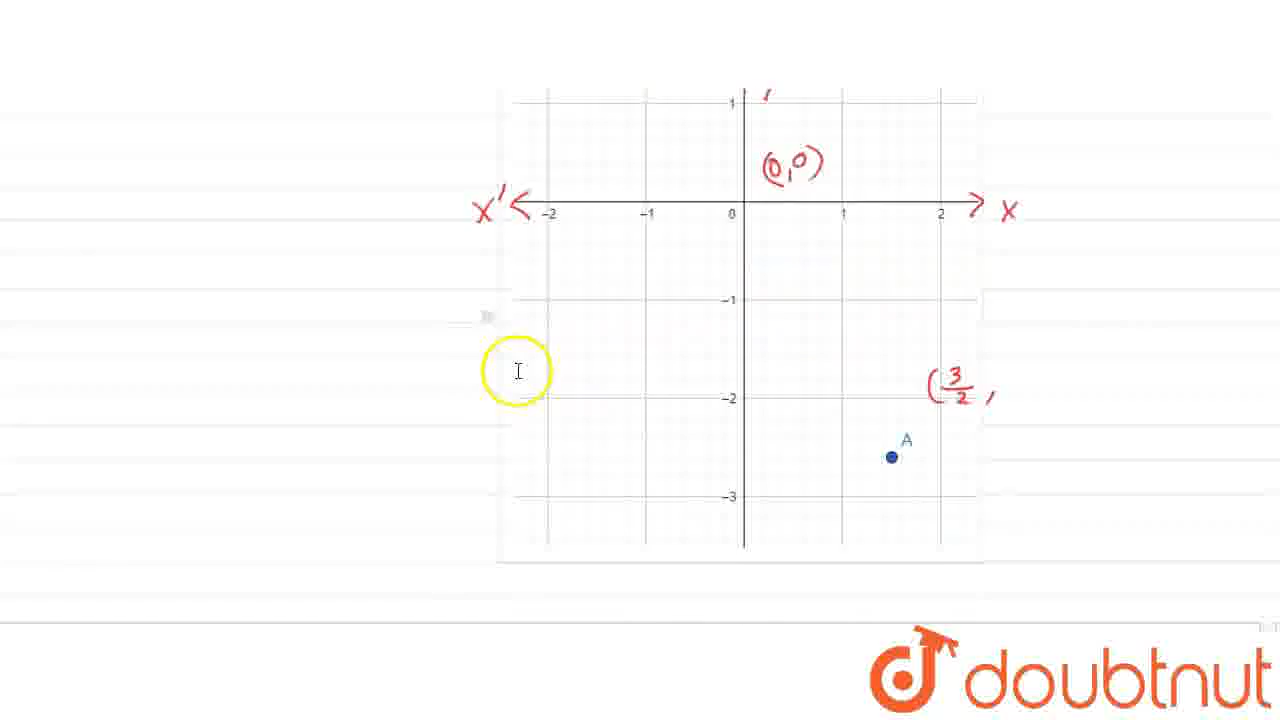 1
(0,0)
X' -2 -1 0 1 2 X
-1
(3/2 ,
-2
A
-3
doubtnut